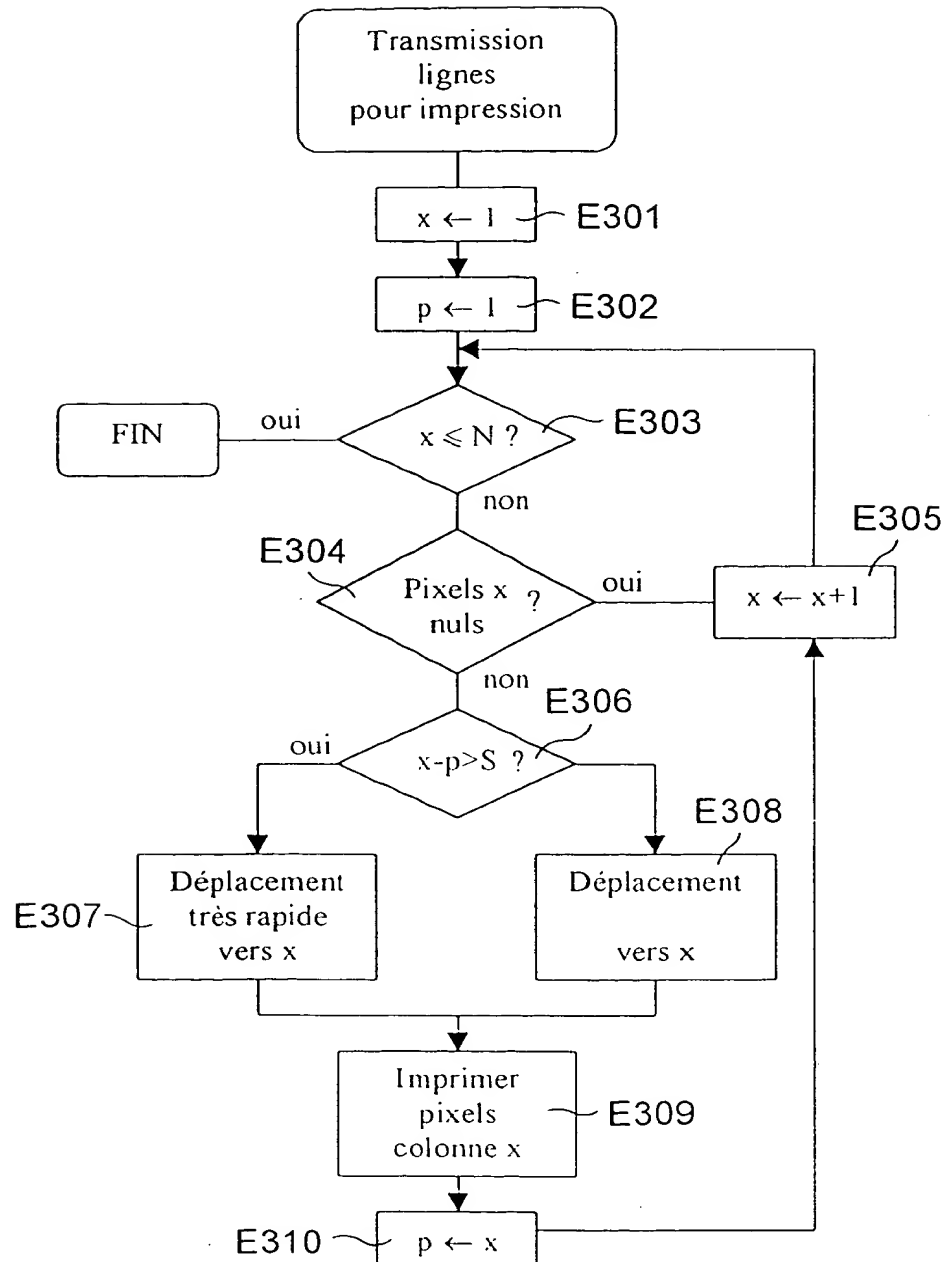 Transmission
lignes
pour impression
x ← 1
E301
p ← 1
E302
FIN
oui
x ⩽ N ?
E303
non
E304
Pixels x
nuls
?
oui
E305
x ← x+1
non
E306
oui
x-p>S ?
E307
Déplacement
très rapide
vers x
E308
Déplacement
vers x
Imprimer
pixels
colonne x
E309
E310
p ← x